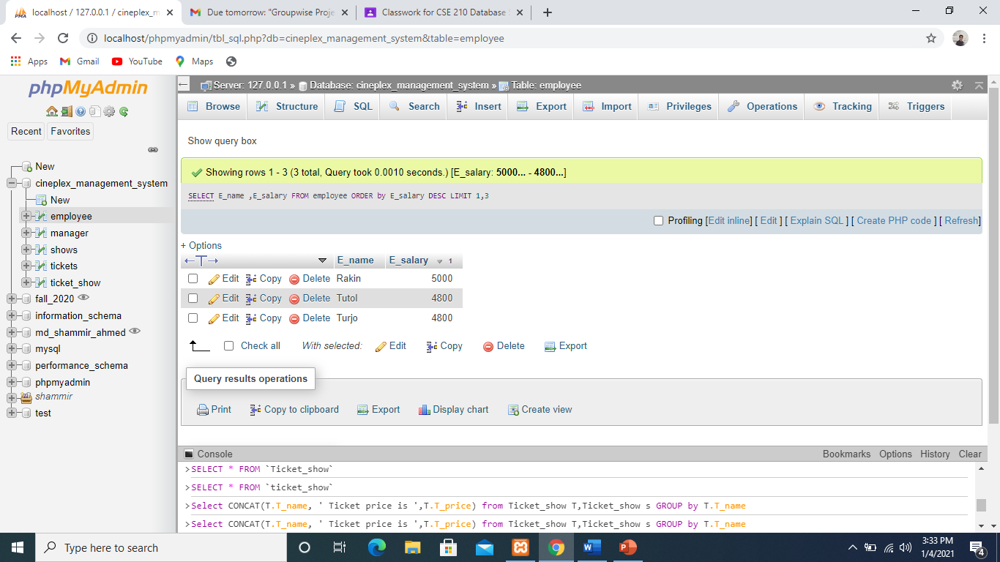 localhost / 127.0.0.1 / cineplex_m
Due tomorrow: "Groupwise Proje
Classwork for CSE 210 Database
localhost/phpmyadmin/tbl_sql.php?db=cineplex_management_system&table=employee
Apps Gmail YouTube Maps
phpMyAdmin
Recent Favorites
New
cineplex_management_system
New
employee
manager
shows
tickets
ticket_show
fall_2020
information_schema
md_shammir_ahmed
mysql
performance_schema
phpmyadmin
shammir
test
Server: 127.0.0.1 » Database: cineplex_management_system » Table: employee
Browse Structure SQL Search Insert Export Import Privileges Operations Tracking Triggers
Show query box
Showing rows 1 - 3 (3 total, Query took 0.0010 seconds.) [E_salary: 5000... - 4800...]
SELECT E_name ,E_salary FROM employee ORDER by E_salary DESC LIMIT 1,3
Profiling [Edit inline] [ Edit ] [ Explain SQL ] [ Create PHP code ] [ Refresh]
+ Options
←T→ E_name E_salary 1
Edit Copy Delete Rakin 5000
Edit Copy Delete Tutol 4800
Edit Copy Delete Turjo 4800
Check all With selected: Edit Copy Delete Export
Query results operations
Print Copy to clipboard Export Display chart Create view
Console Bookmarks Options History Clear
>SELECT * FROM `Ticket_show`
>SELECT * FROM `ticket_show`
>Select CONCAT(T.T_name, ' Ticket price is ',T.T_price) from Ticket_show T,Ticket_show s GROUP by T.T_name
>Select CONCAT(T.T_name, ' Ticket price is ',T.T_price) from Ticket_show T,Ticket_show s GROUP by T.T_name
Type here to search
3:33 PM
1/4/2021
4